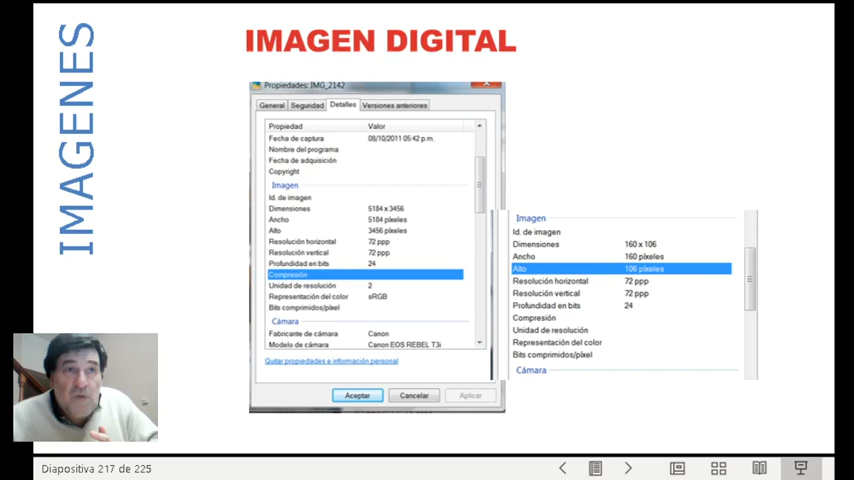 IMAGENES
IMAGEN DIGITAL
Propiedades: IMG_2142
General Seguridad Detalles Versiones anteriores
Propiedad Valor
Fecha de captura 08/10/2011 05:42 p.m.
Nombre del programa
Fecha de adquisición
Copyright
Imagen
Id. de imagen
Dimensiones 5184 x 3456
Ancho 5184 píxeles
Alto 3456 píxeles
Resolución horizontal 72 ppp
Resolución vertical 72 ppp
Profundidad en bits 24
Compresión
Unidad de resolución 2
Representación del color sRGB
Bits comprimidos/píxel
Cámara
Fabricante de cámara Canon
Modelo de cámara Canon EOS REBEL T3i
Quitar propiedades e información personal
Aceptar Cancelar Aplicar
Imagen
Id. de imagen
Dimensiones 160 x 106
Ancho 160 píxeles
Alto 106 píxeles
Resolución horizontal 72 ppp
Resolución vertical 72 ppp
Profundidad en bits 24
Compresión
Unidad de resolución
Representación del color
Bits comprimidos/píxel
Cámara
Diapositiva 217 de 225